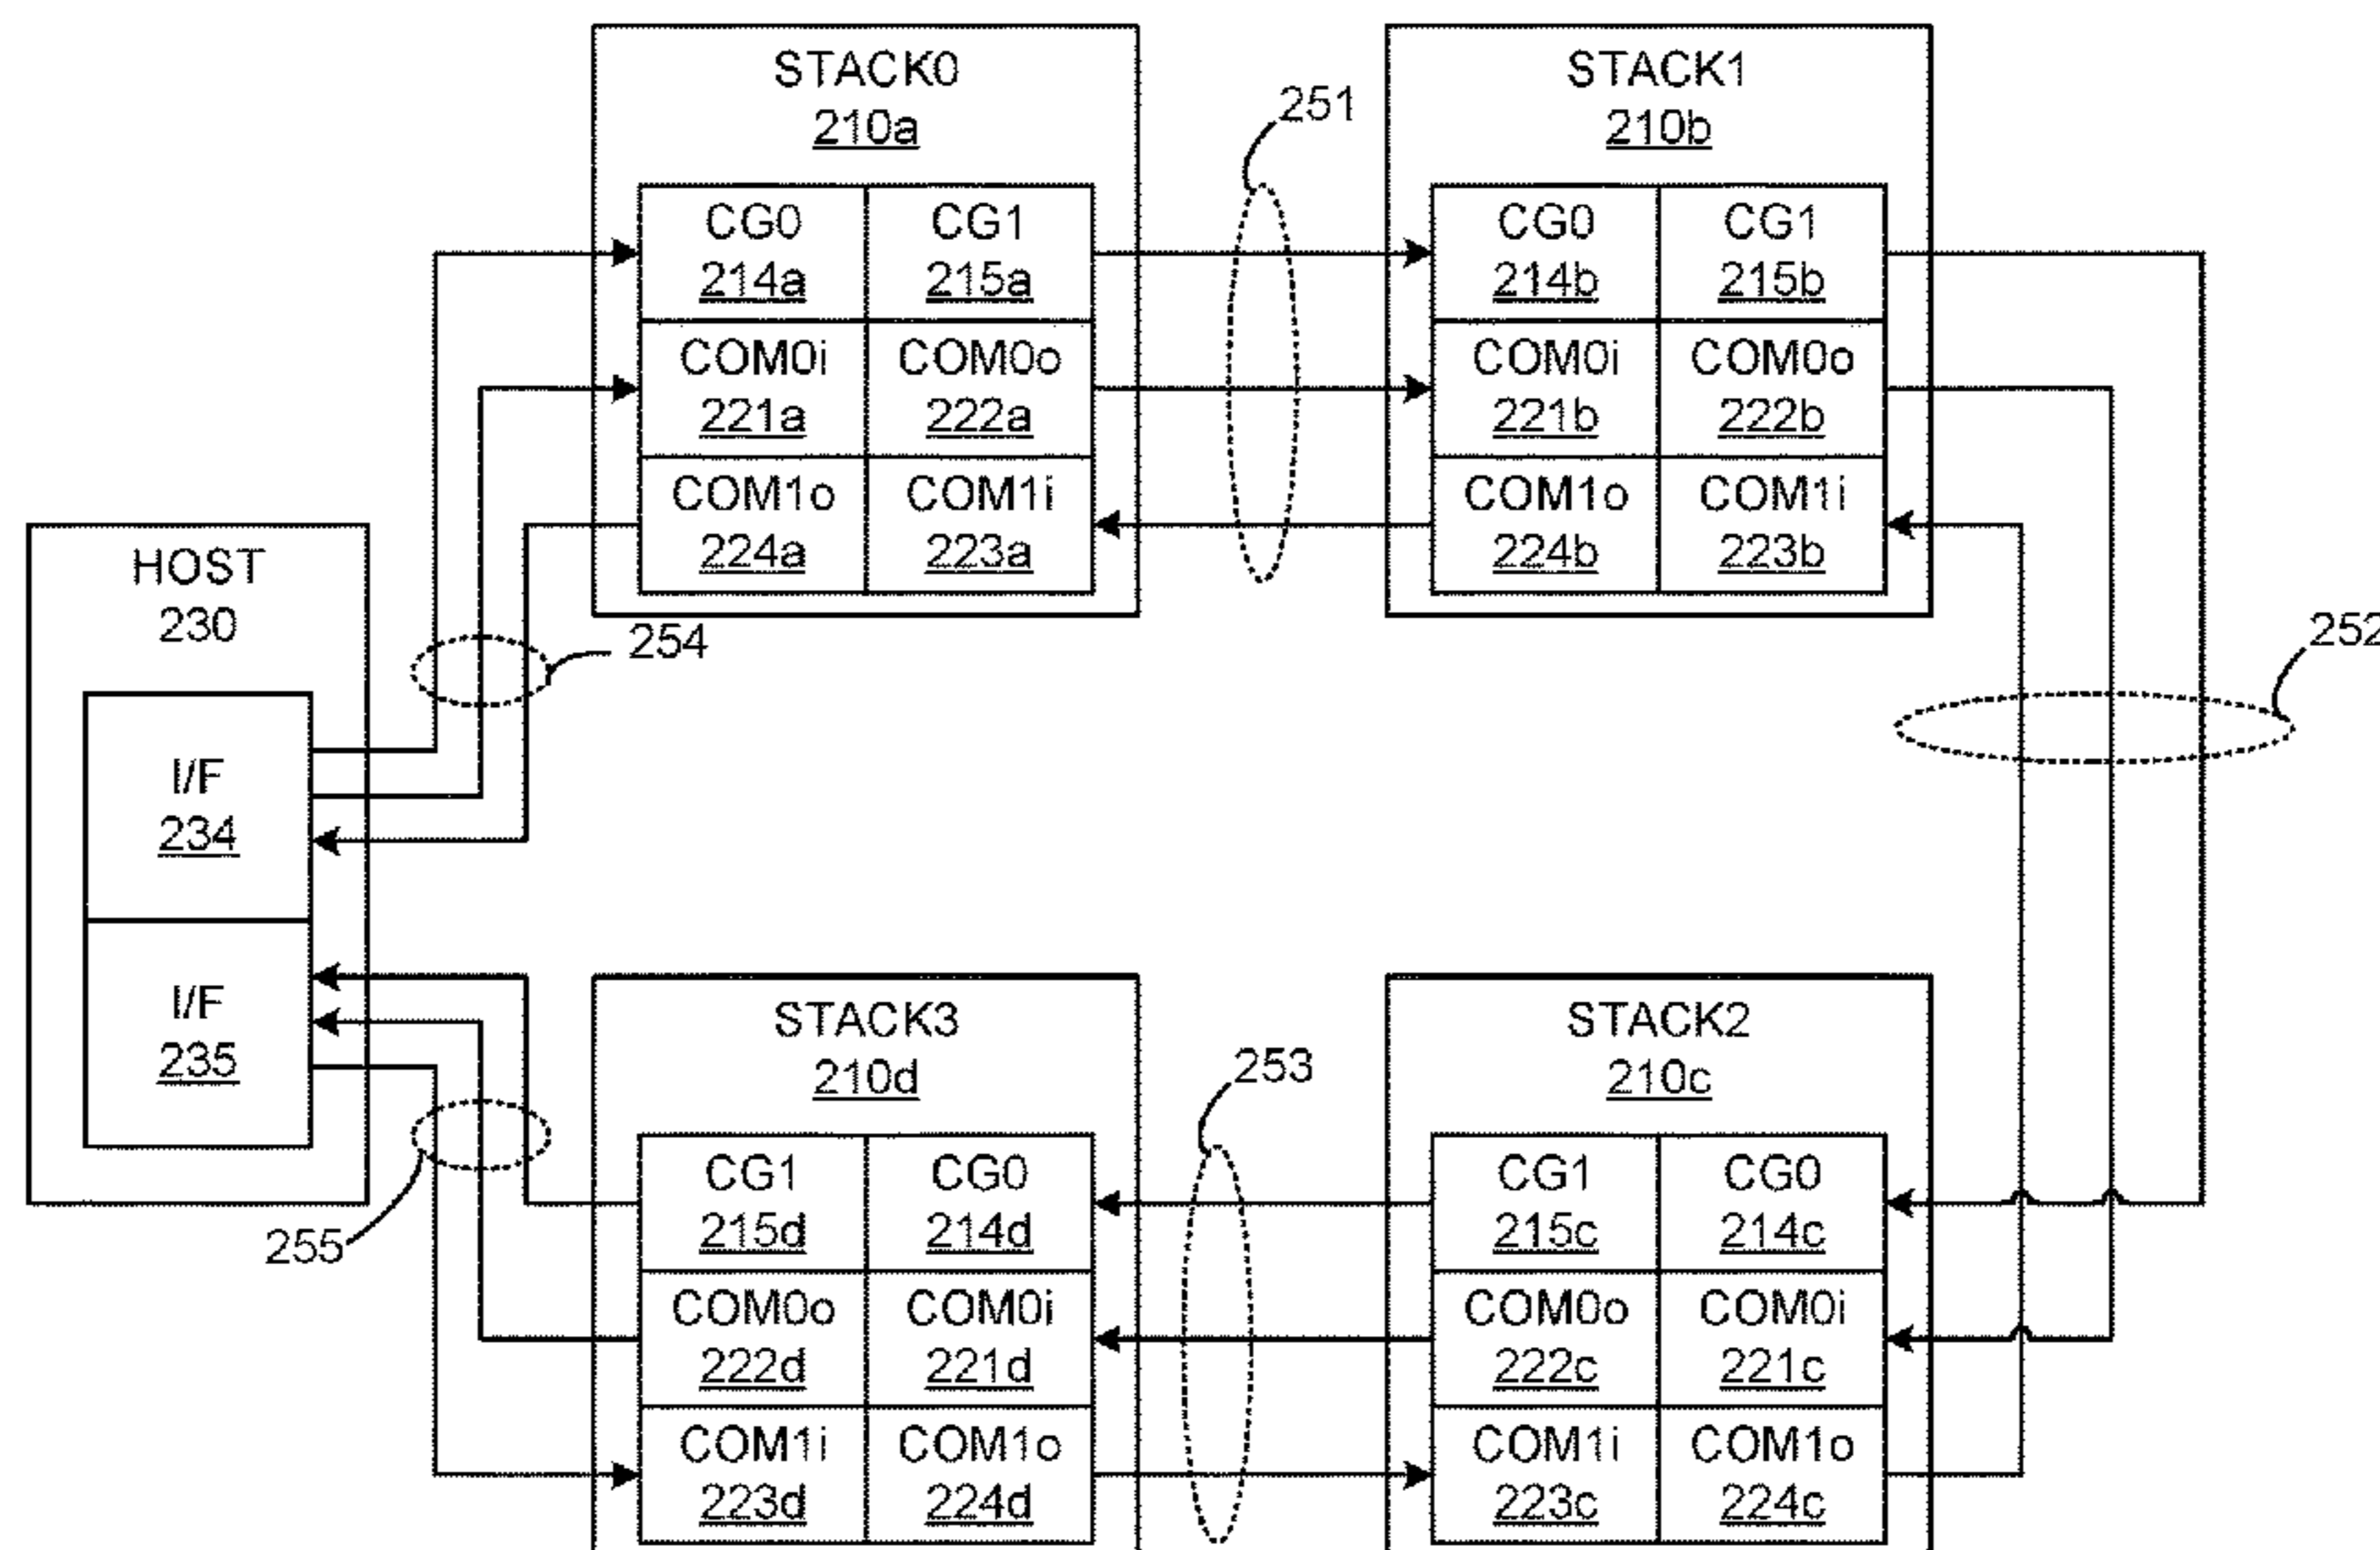 STACK0
210a
STACK1
210b
251
CG0
214a
CG1
215a
CG0
214b
CG1
215b
COM0i
221a
COM0o
222a
COM0i
221b
COM0o
222b
COM1o
224a
COM1i
223a
COM1o
224b
COM1i
223b
HOST
230
254
252
I/F
234
I/F
235
STACK3
210d
STACK2
210c
253
255
CG1
215d
CG0
214d
CG1
215c
CG0
214c
COM0o
222d
COM0i
221d
COM0o
222c
COM0i
221c
COM1i
223d
COM1o
224d
COM1i
223c
COM1o
224c